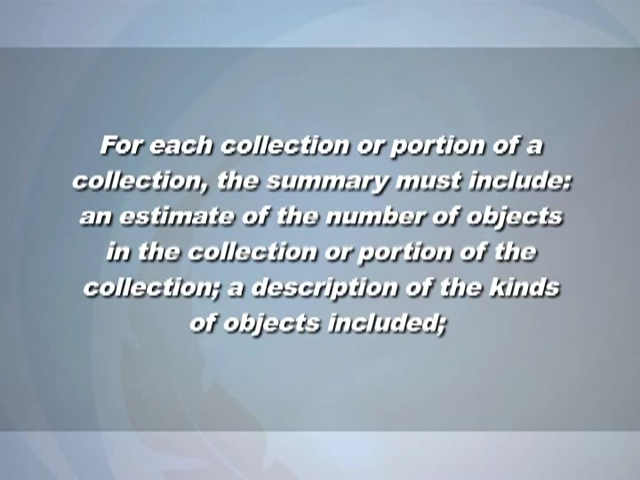 For each collection or portion of a
collection, the summary must include:
an estimate of the number of objects
in the collection or portion of the
collection; a description of the kinds
of objects included;